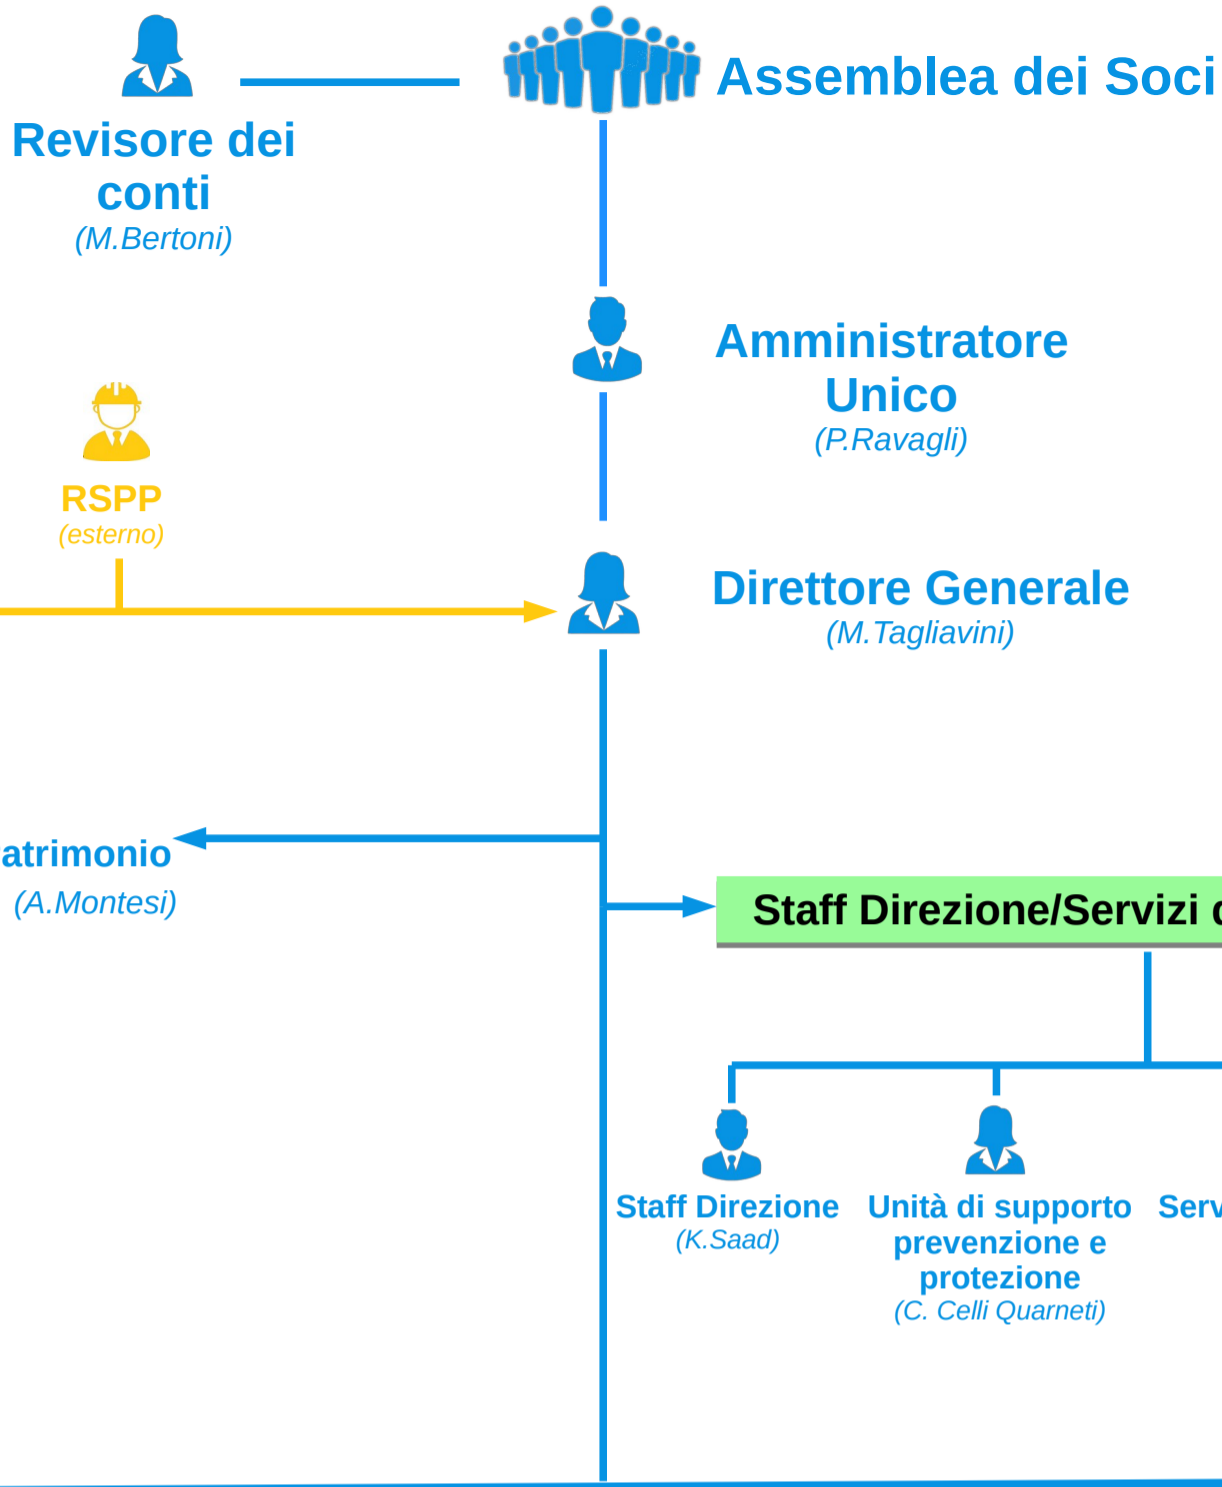 Assemblea dei Soci
Revisore dei
conti
(M.Bertoni)
Amministratore
Unico
(P.Ravagli)
RSPP
(esterno)
Direttore Generale
(M.Tagliavini)
atrimonio
(A.Montesi)
Staff Direzione/Servizi
Staff Direzione
(K.Saad)
Unità di supporto
prevenzione e
protezione
(C. Celli Quarneti)
Serv